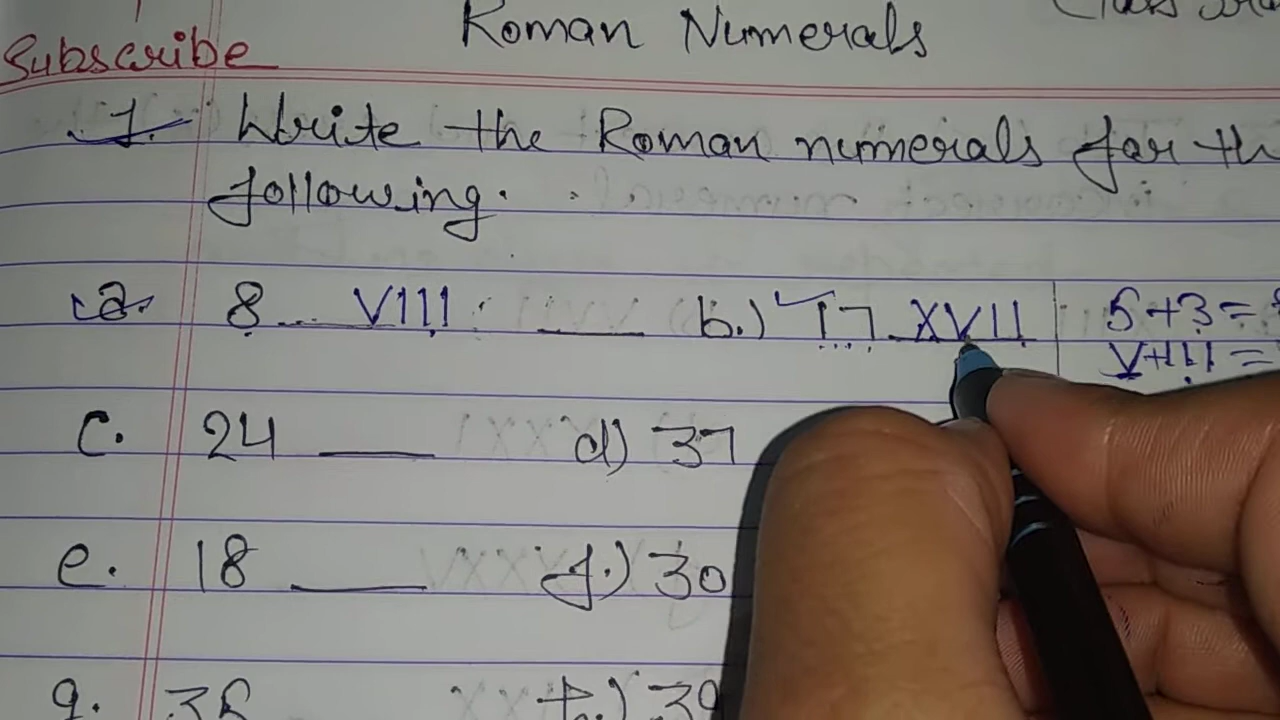 Roman Numerals
Subscribe
1. Write the Roman numerals for th
following.
a. 8 VIII b.) 17 XVII 5+3=
V+III=
c. 24 d) 37
e. 18 f.) 30
g. 36 h.) 39